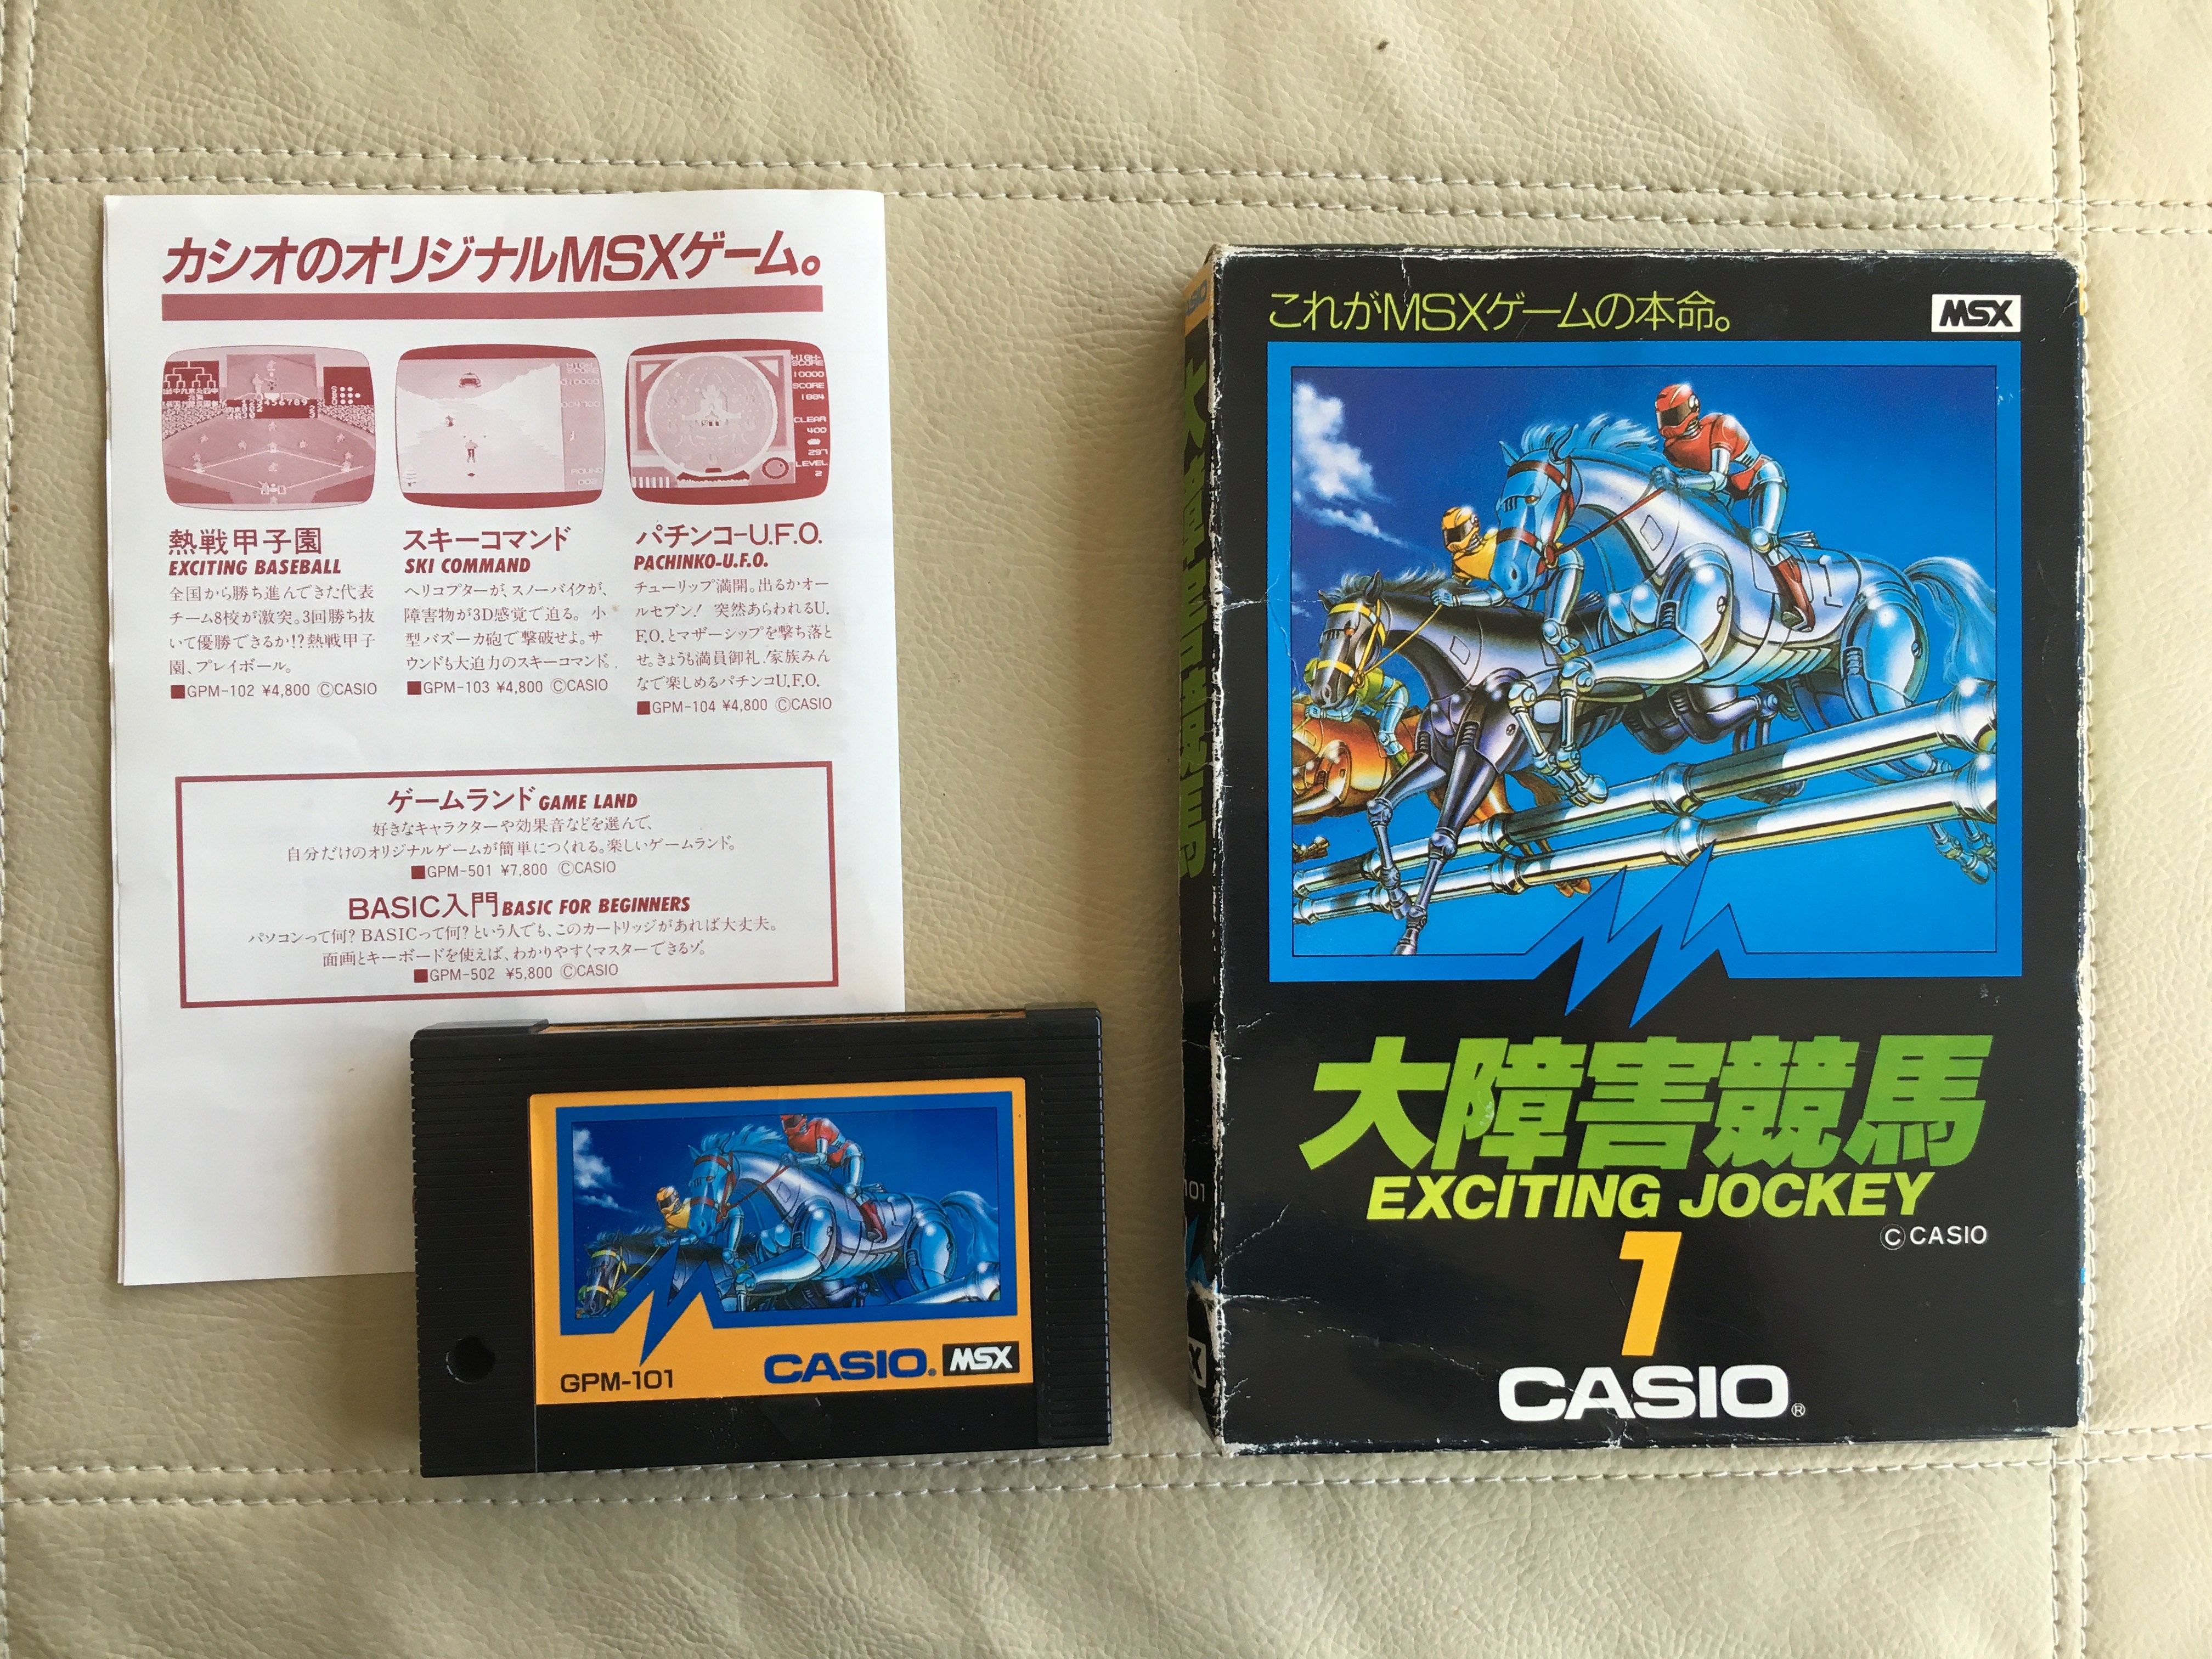 カシオのオリジナルMSXゲーム。
熱戦甲子園
EXCITING BASEBALL
全国から勝ち進んできた代表
チーム8校が激突。3回勝ち抜
いて優勝できるか!?熱戦甲子
園、プレイボール。
■GPM-102 ¥4,800 ©CASIO
スキーコマンド
SKI COMMAND
ヘリコプターが、スノーバイクが、
障害物が3D感覚で迫る。小
型バズーカ砲で撃破せよ。サ
ウンドも大迫力のスキーコマンド。
■GPM-103 ¥4,800 ©CASIO
HIGH-
SCORE
10000
SCORE
1884
CLEAR
400
297
LEVEL
2
パチンコ-U.F.O.
PACHINKO-U.F.O.
チューリップ満開。出るかオー
ルセブン! 突然あらわれるU.
F.O.とマザーシップを撃ち落と
せ。きょうも満員御礼!家族みん
なで楽しめるパチンコU.F.O.
■GPM-104 ¥4,800 ©CASIO
ゲームランド GAME LAND
好きなキャラクターや効果音などを選んで、
自分だけのオリジナルゲームが簡単につくれる。楽しいゲームランド。
■GPM-501 ¥7,800 ©CASIO
BASIC入門 BASIC FOR BEGINNERS
パソコンって何? BASICって何? という人でも、このカートリッジがあれば大丈夫。
面画とキーボードを使えば、わかりやすくマスターできるゾ。
■GPM-502 ¥5,800 ©CASIO
GPM-101
CASIO. MSX
これがMSXゲームの本命。
MSX
大障害競馬
EXCITING JOCKEY
©CASIO
1
CASIO®